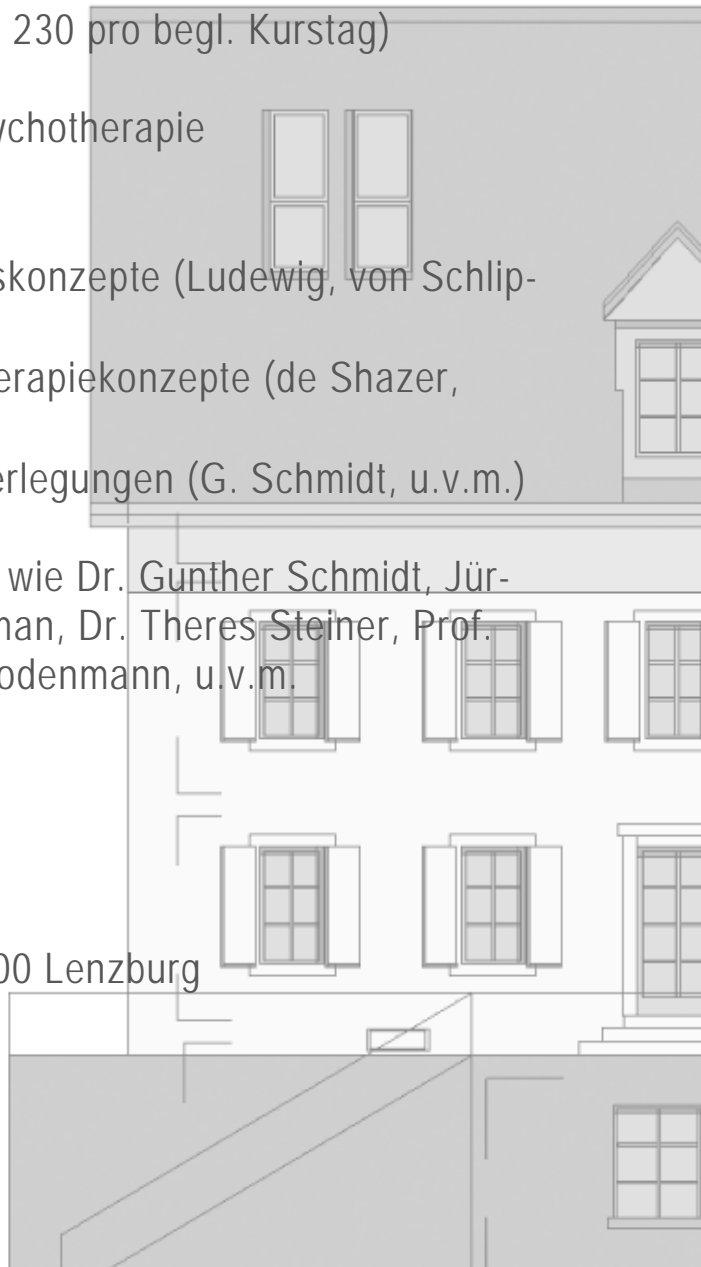 230 pro begl. Kurstag)
ychotherapie
skonzepte (Ludewig, von Schlip-
erapiekonzepte (de Shazer,
erlegungen (G. Schmidt, u.v.m.)
wie Dr. Gunther Schmidt, Jür-
nan, Dr. Theres Steiner, Prof.
odenmann, u.v.m.
00 Lenzburg